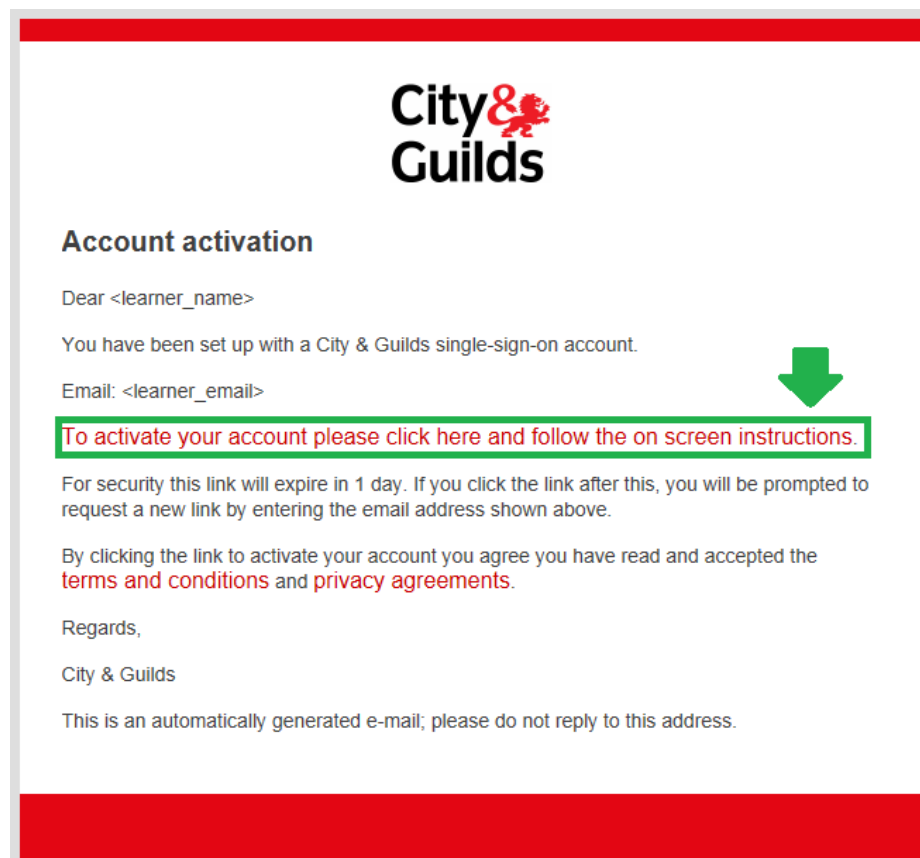 City&
Guilds
Account activation
Dear <learner_name>
You have been set up with a City & Guilds single-sign-on account.
Email: <learner_email>
To activate your account please click here and follow the on screen instructions.
For security this link will expire in 1 day. If you click the link after this, you will be prompted to
request a new link by entering the email address shown above.
By clicking the link to activate your account you agree you have read and accepted the
terms and conditions and privacy agreements.
Regards,
City & Guilds
This is an automatically generated e-mail; please do not reply to this address.